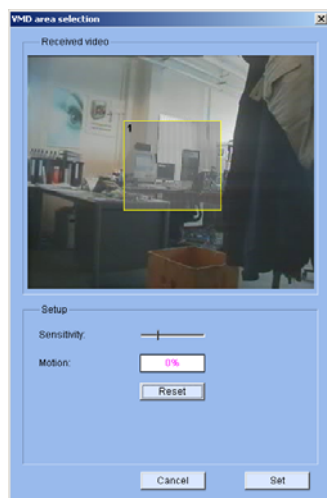 VMD area selection
Received video
1
Setup
Sensitivity:
Motion:
0%
Reset
Cancel
Set